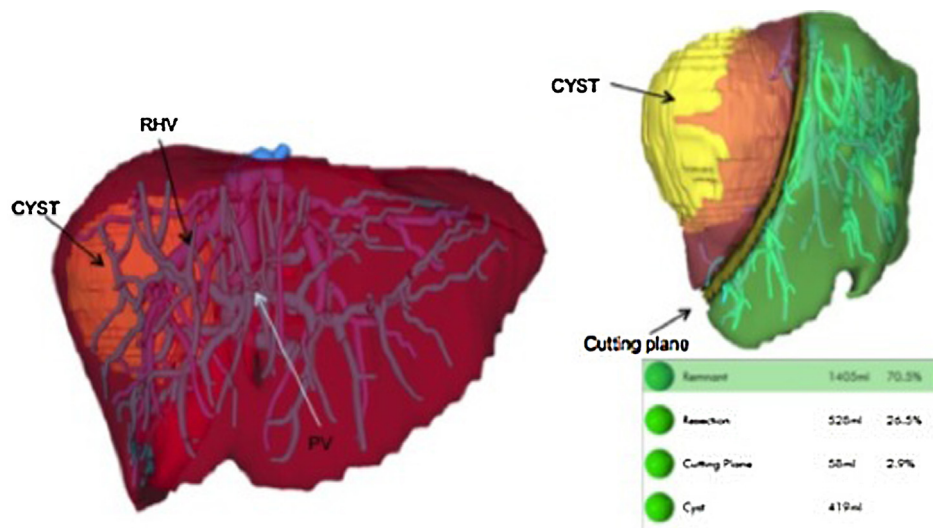 RHV
CYST
PV
CYST
Cutting plane
Remnant 1405ml 70.5%
Resection 528ml 26.5%
Cutting Plane 58ml 2.9%
Cyst 419ml